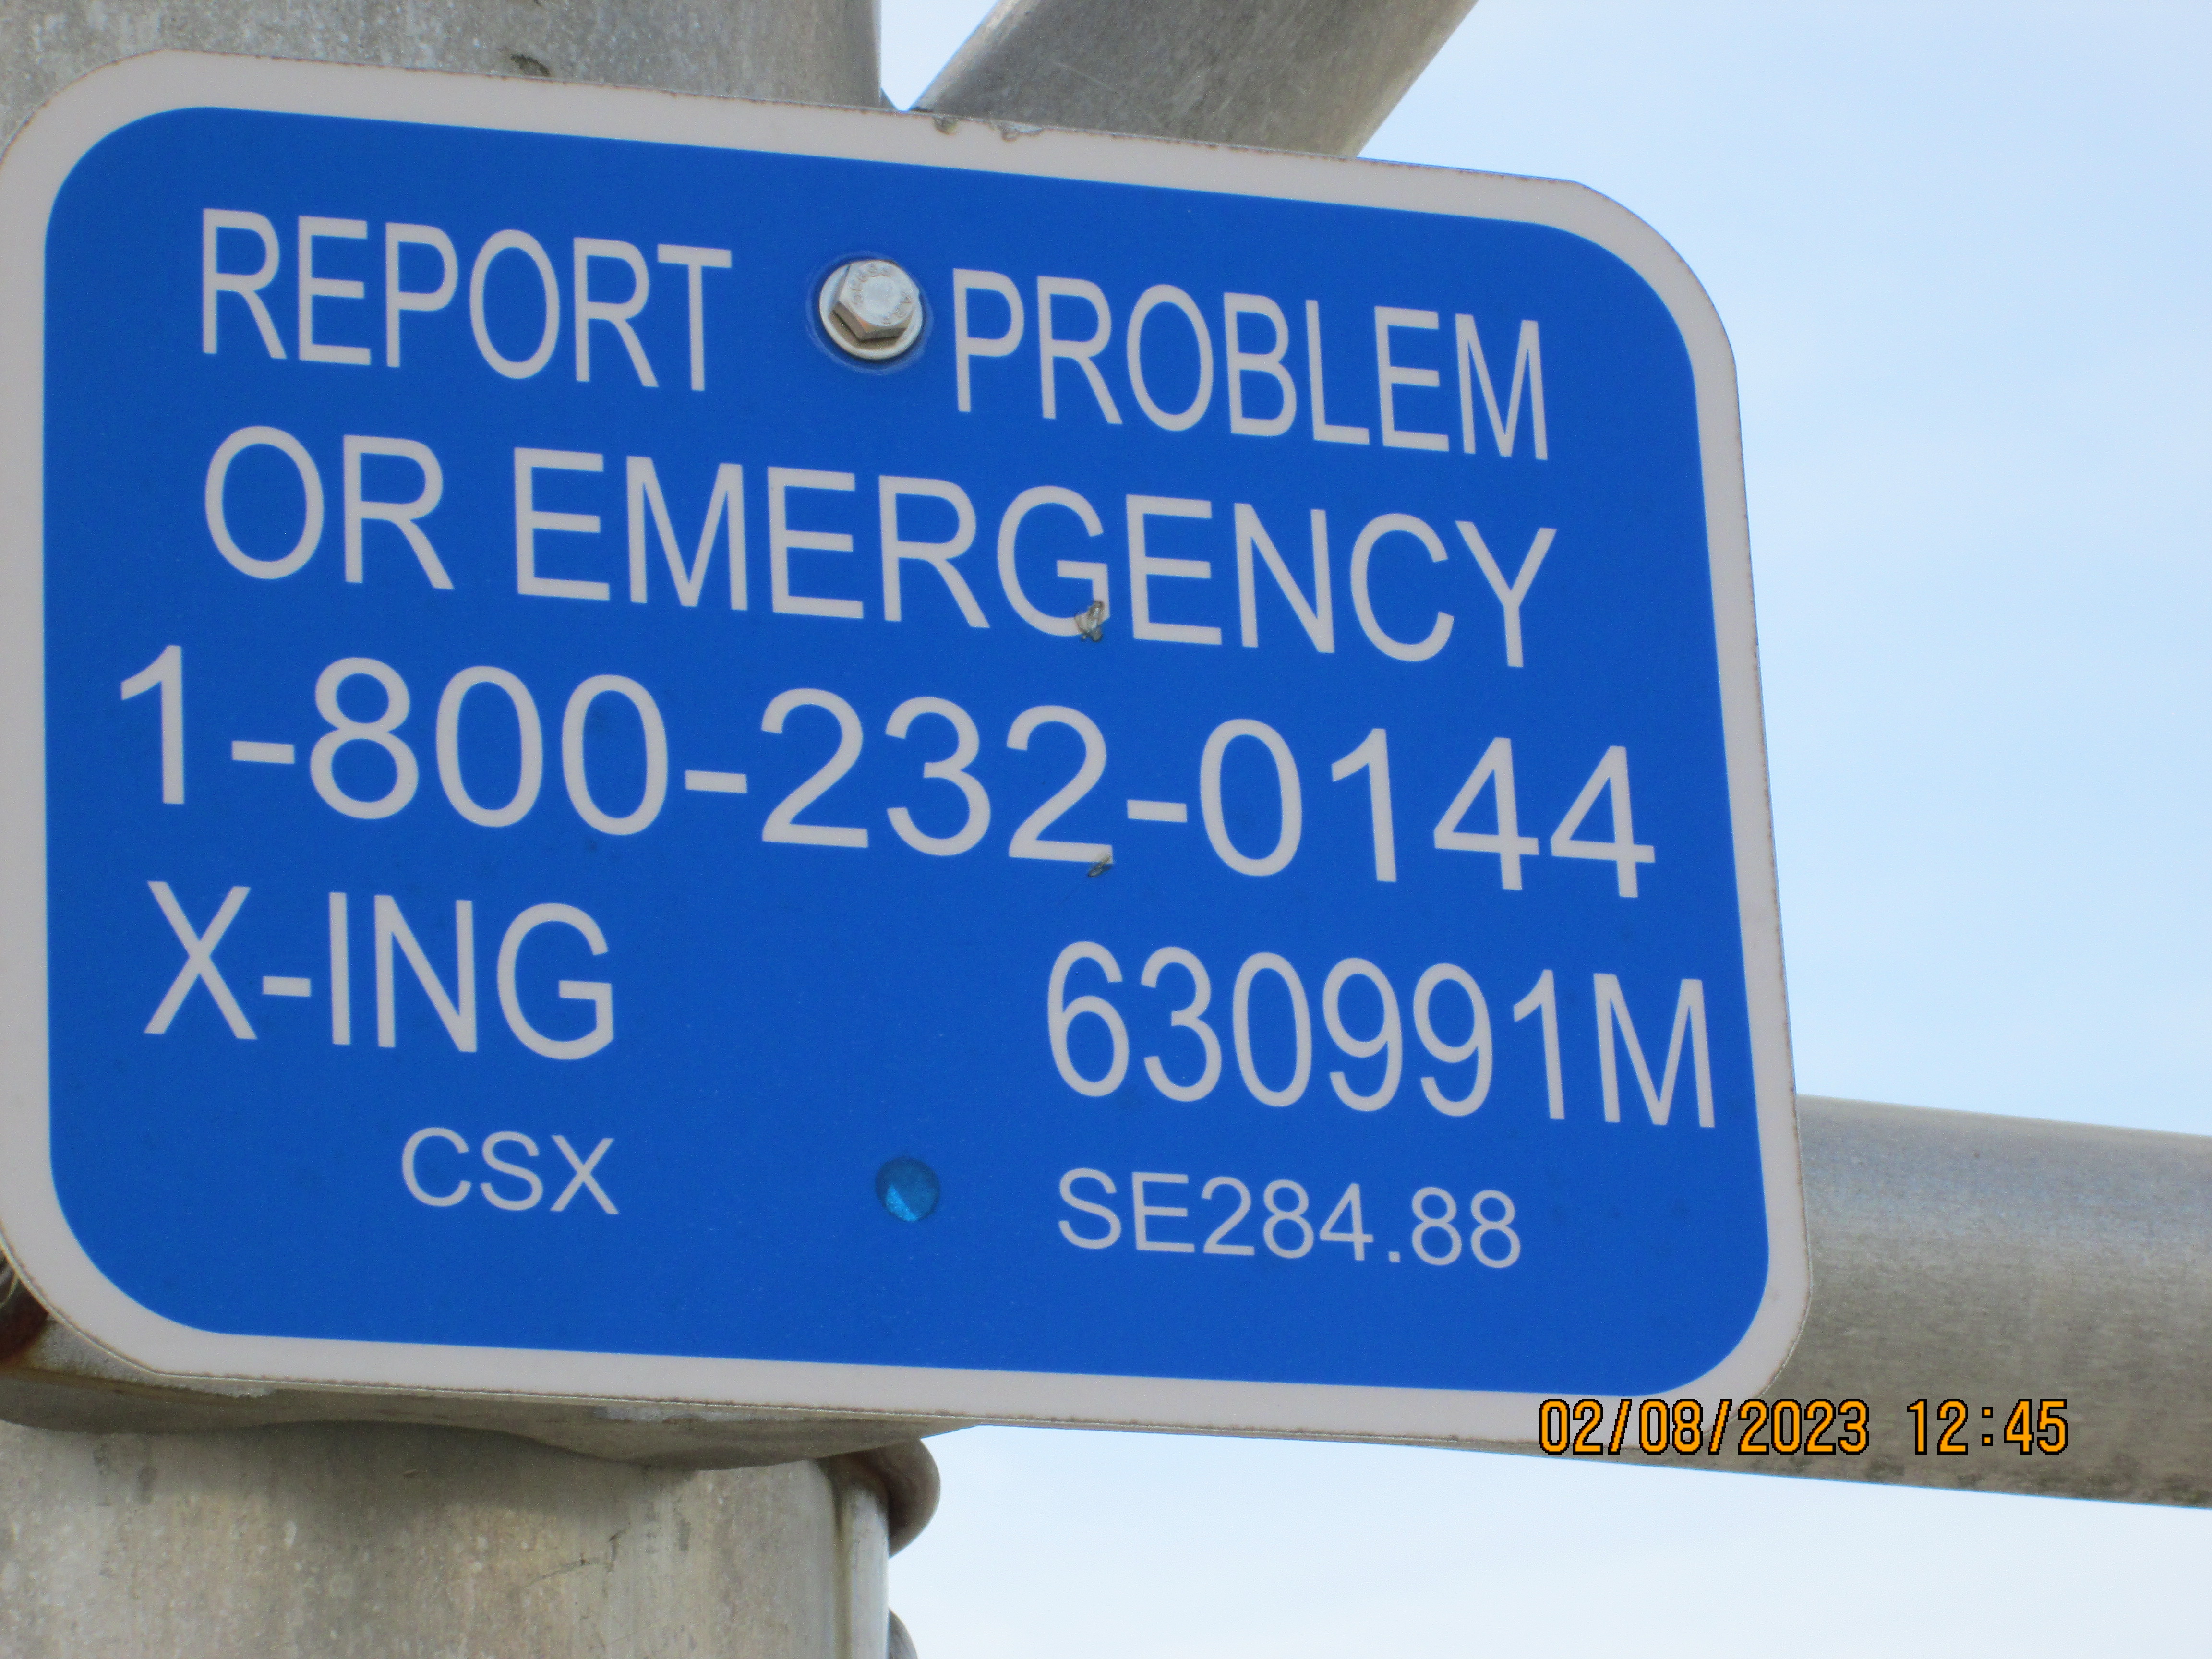 REPORT PROBLEM
OR EMERGENCY
1-800-232-0144
X-ING 630991M
CSX SE284.88
02/08/2023 12:45